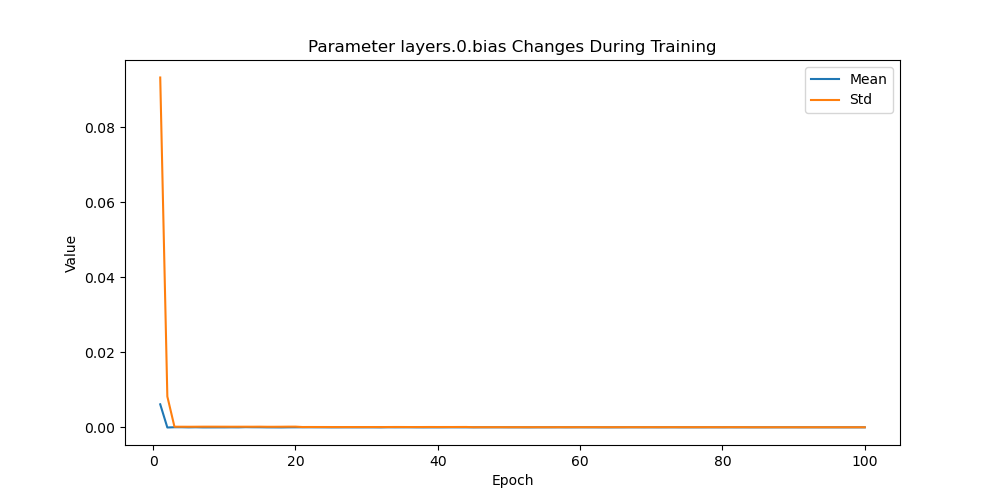 Parameter layers.0.bias Changes During Training
Mean
Std
0.08
0.06
0.04
0.02
0.00
Value
0
20
40
60
80
100
Epoch